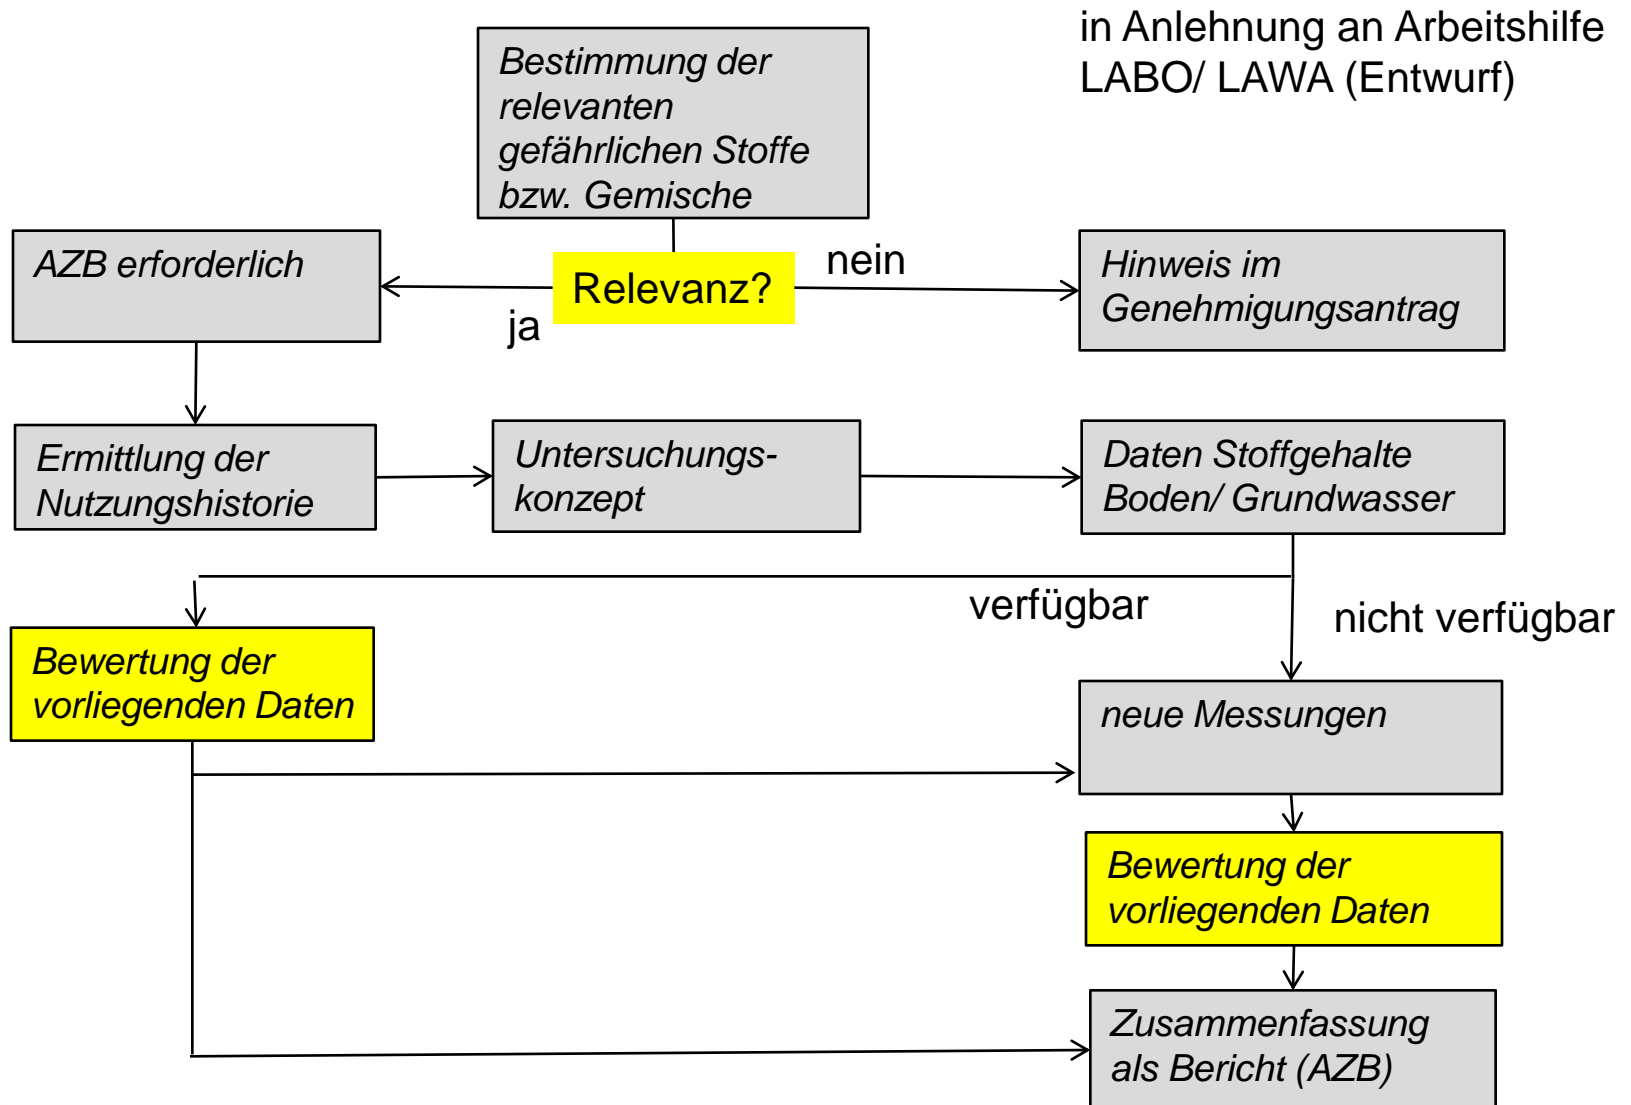 in Anlehnung an Arbeitshilfe
LABO/ LAWA (Entwurf)
Bestimmung der
relevanten
gefährlichen Stoffe
bzw. Gemische
AZB erforderlich
Relevanz?
nein
ja
Hinweis im
Genehmigungsantrag
Ermittlung der
Nutzungshistorie
Untersuchungs-
konzept
Daten Stoffgehalte
Boden/ Grundwasser
verfügbar
nicht verfügbar
Bewertung der
vorliegenden Daten
neue Messungen
Bewertung der
vorliegenden Daten
Zusammenfassung
als Bericht (AZB)